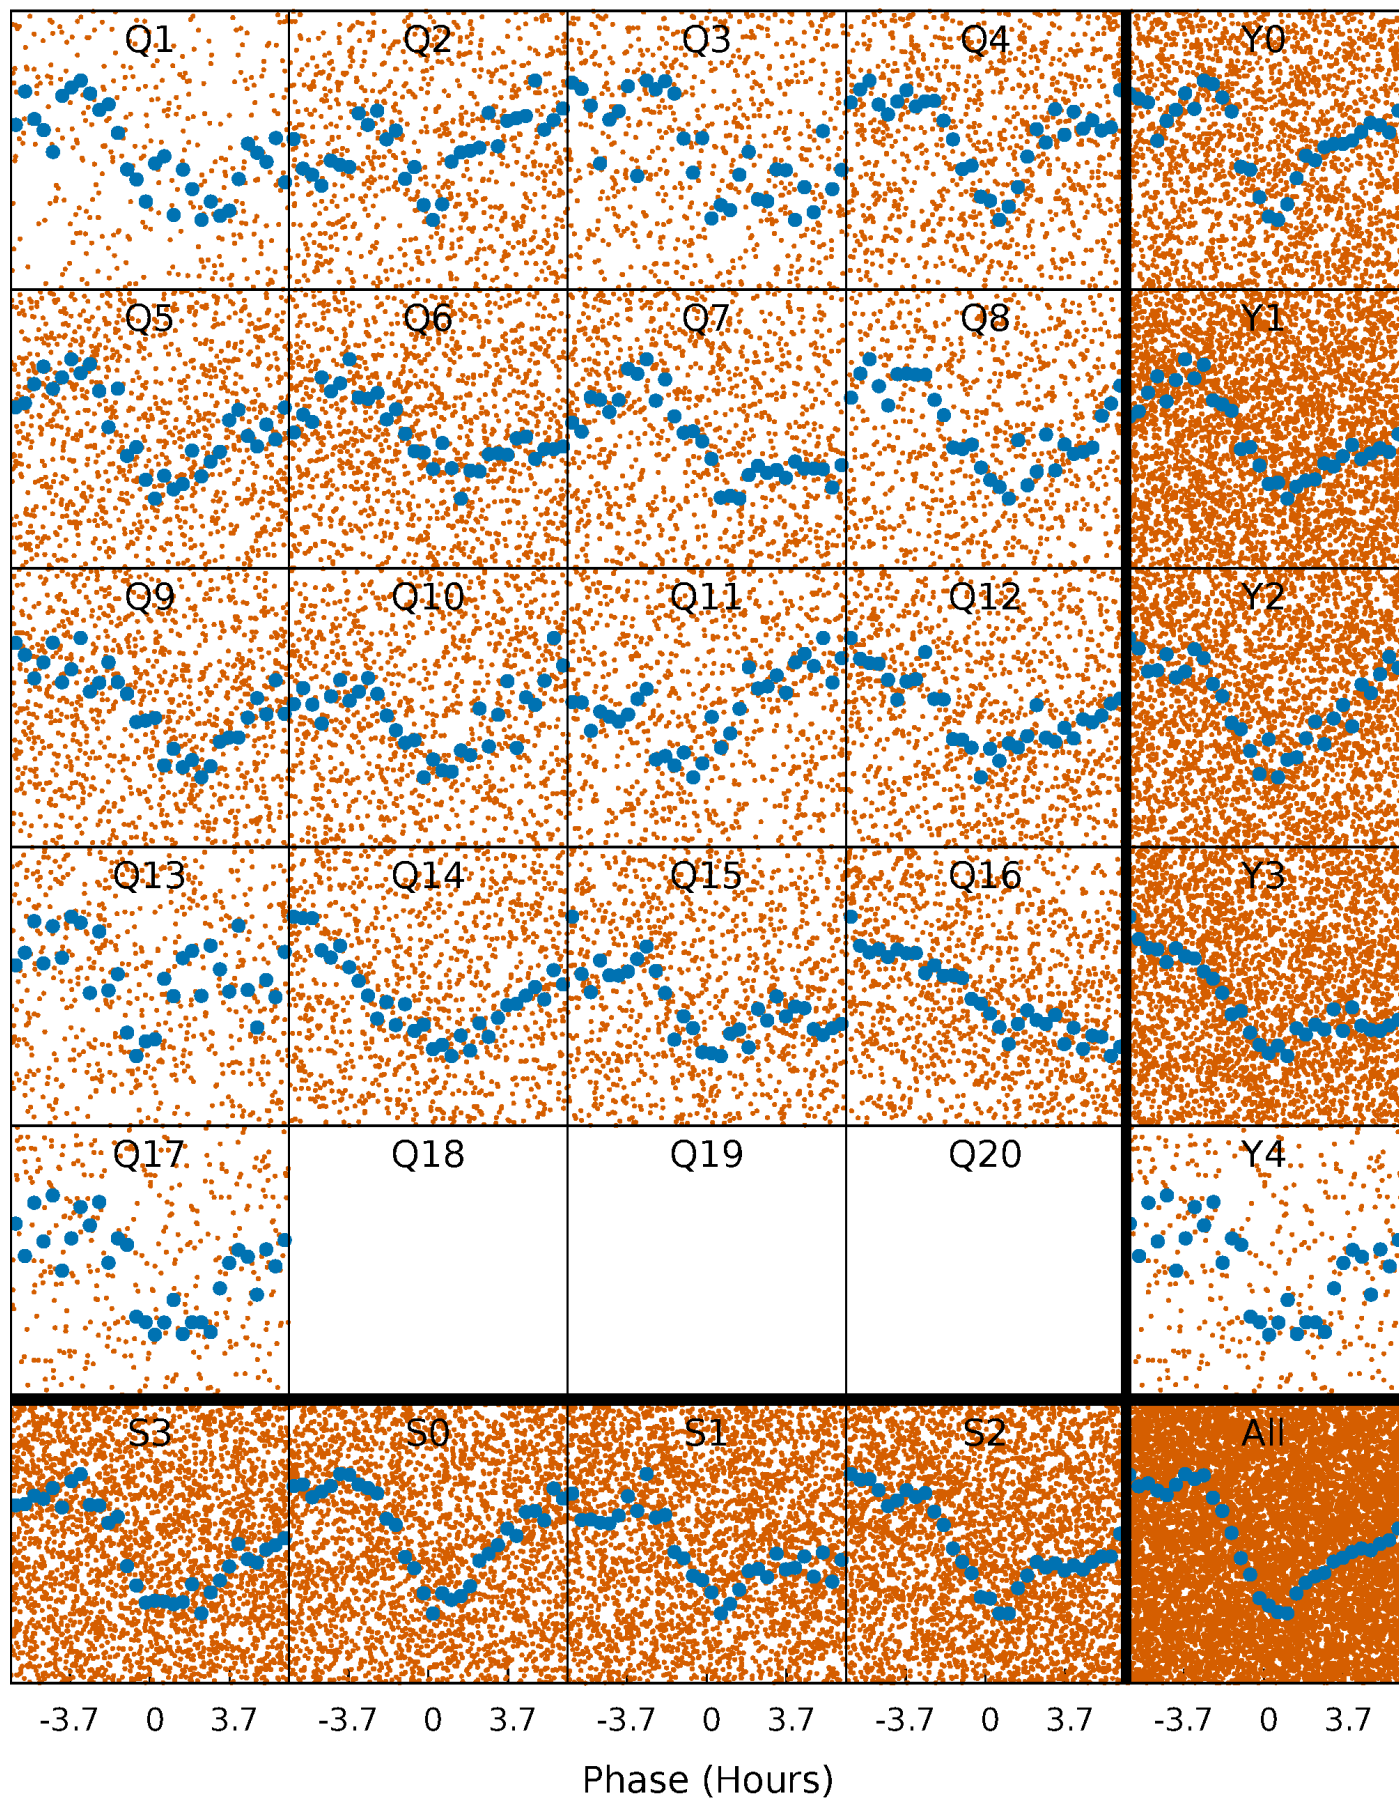 Q1 Q2 Q3 Q4 Y0
Q5 Q6 Q7 Q8 Y1
Q9 Q10 Q11 Q12 Y2
Q13 Q14 Q15 Q16 Y3
Q17 Q18 Q19 Q20 Y4
S3 S0 S1 S2 All
-3.7 0 3.7 -3.7 0 3.7 -3.7 0 3.7 -3.7 0 3.7 -3.7 0 3.7
Phase (Hours)